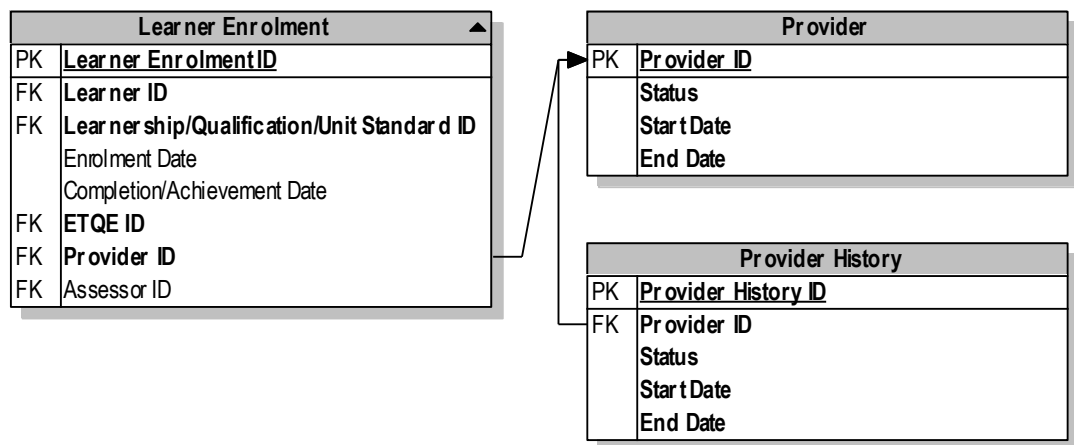 Learner Enrolment
PK Learner Enrolment ID
FK Learner ID
FK Learnership/Qualification/Unit Standard ID
Enrolment Date
Completion/Achievement Date
FK ETQE ID
FK Provider ID
FK Assessor ID
Provider
PK Provider ID
Status
Start Date
End Date
Provider History
PK Provider History ID
FK Provider ID
Status
Start Date
End Date